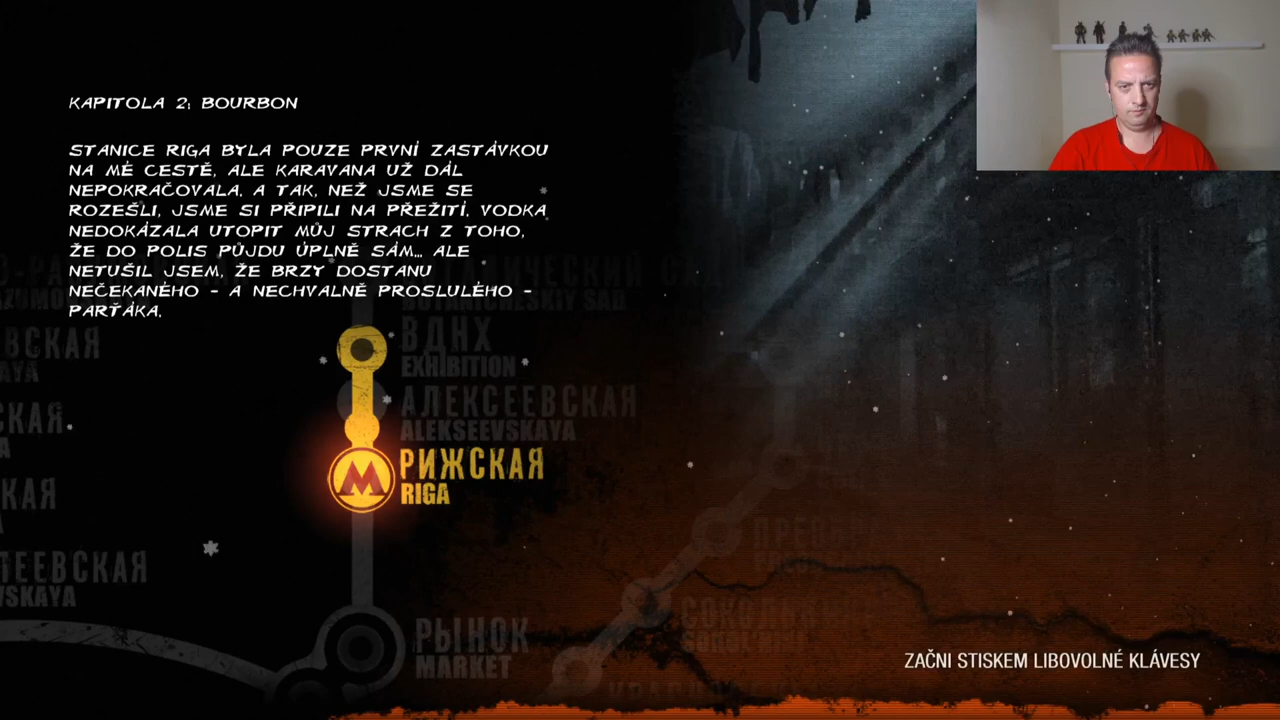 KAPITOLA 2: BOURBON
STANICE RIGA BYLA POUZE PRVNÍ ZASTÁVKOU
NA MÉ CESTĚ, ALE KARAVANA UŽ DÁL
NEPOKRAČOVALA. A TAK, NEŽ JSME SE
ROZEŠLI, JSME SI PŘIPILI NA PŘEŽITÍ. VODKA
NEDOKÁZALA UTOPIT MŮJ STRACH Z TOHO,
ŽE DO POLIS PŮJDU ÚPLNĚ SÁM... ALE
NETUŠIL JSEM, ŽE BRZY DOSTANU
NEČEKANÉHO - A NECHVALNĚ PROSLULÉHO -
PARŤÁKA.
ВДНХ
EXHIBITION
АЛЕКСЕЕВСКАЯ
ALEKSEEVSKAYA
РИЖСКАЯ
RIGA
РЫНОК
MARKET
ZAČNI STISKEM LIBOVOLNÉ KLÁVESY